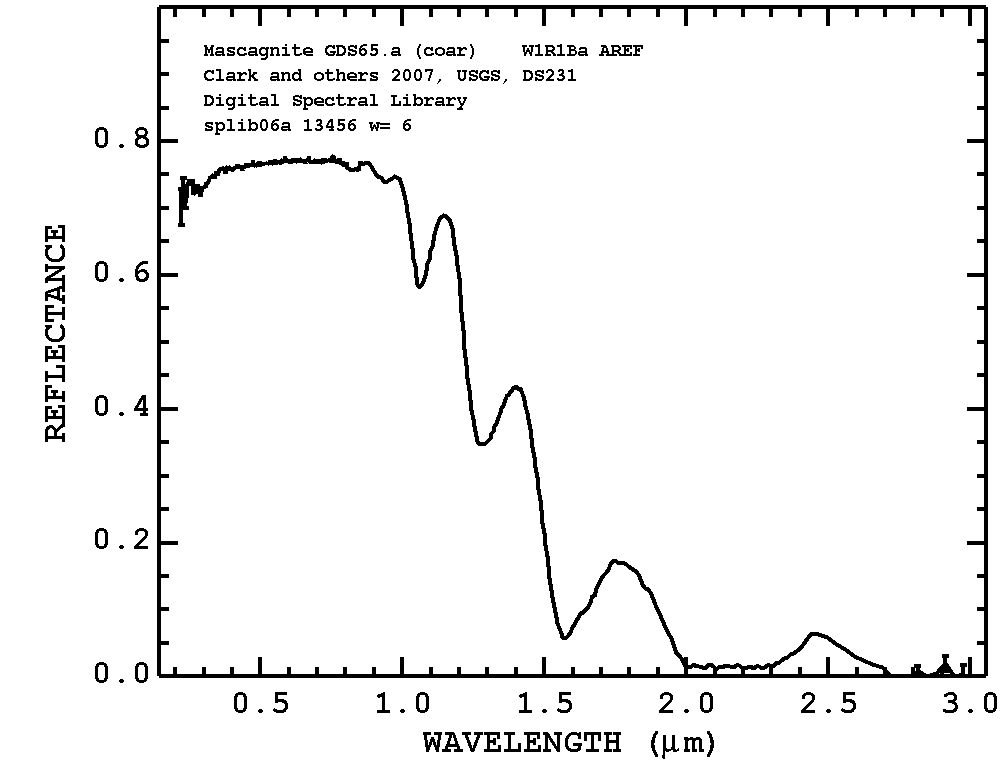 Mascagnite GDS65.a (coar) W1R1Ba AREF
Clark and others 2007, USGS, DS231
Digital Spectral Library
splib06a 13456 w= 6
0.8
0.6
0.4
0.2
0.0
REFLECTANCE
0.5 1.0 1.5 2.0 2.5 3.0
WAVELENGTH (μm)